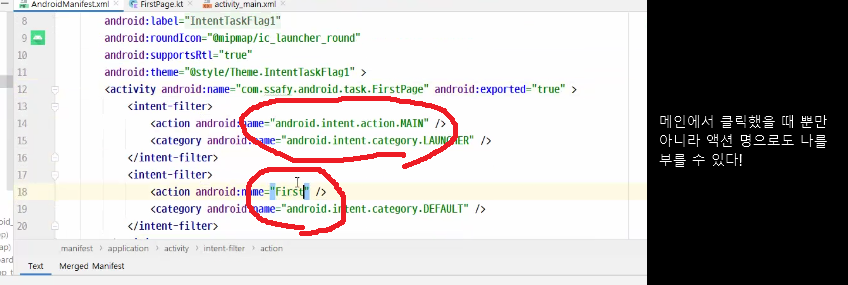 AndroidManifest.xml FirstPage.kt activity_main.xml
8 android:label="IntentTaskFlag1"
9 android:roundIcon="@mipmap/ic_launcher_round"
10 android:supportsRtl="true"
11 android:theme="@style/Theme.IntentTaskFlag1" >
12 <activity android:name="com.ssafy.android.task.FirstPage" android:exported="true" >
13 <intent-filter>
14 <action android:name="android.intent.action.MAIN" />
15 <category android:name="android.intent.category.LAUNCHER" />
16 </intent-filter>
17 <intent-filter>
18 <action android:name="First" />
19 <category android:name="android.intent.category.DEFAULT" />
20 </intent-filter>
manifest › application › activity › intent-filter › action
Text Merged Manifest
메인에서 클릭했을 때 뿐만
아니라 액션 명으로도 나를
부를 수 있다!